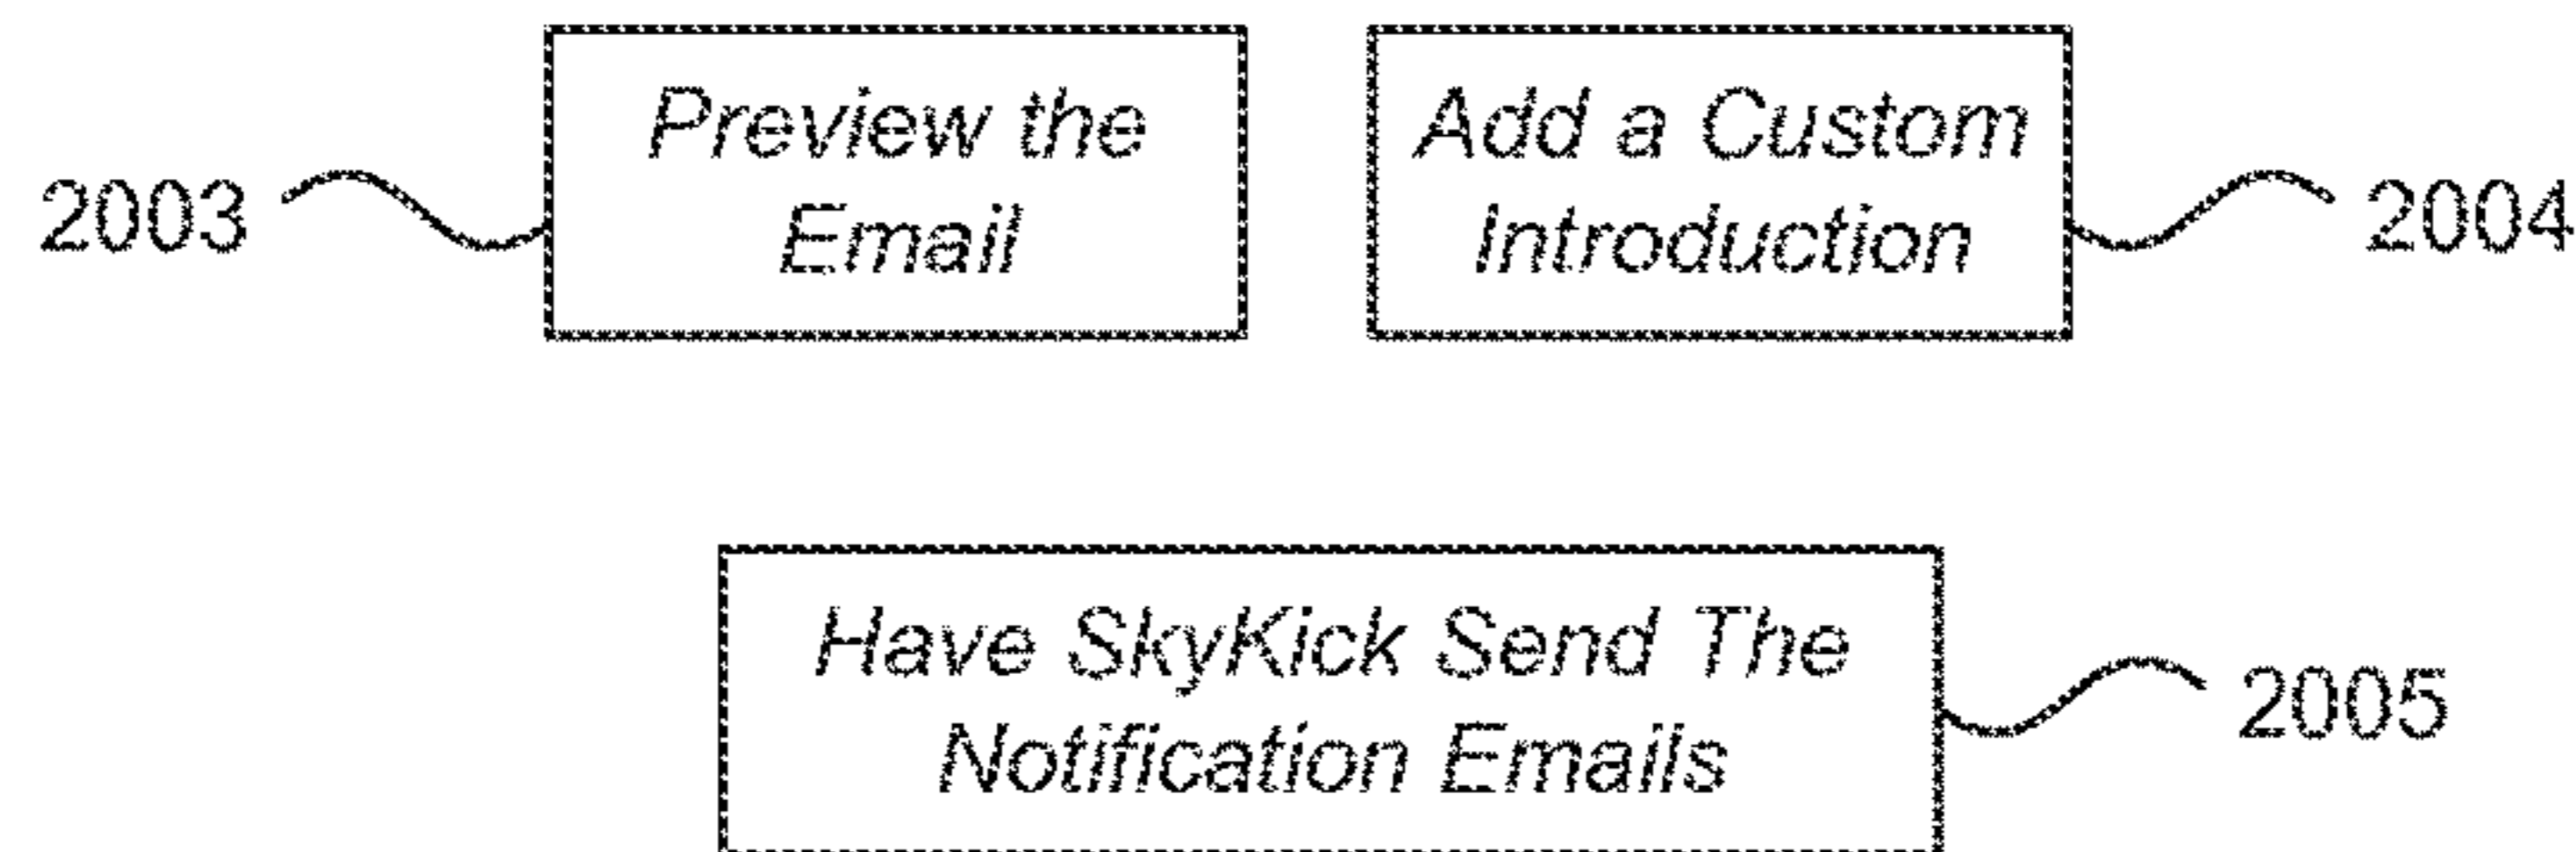 Preview the
Email
2003
Add a Custom
Introduction
2004
Have SkyKick Send The
Notification Emails
2005